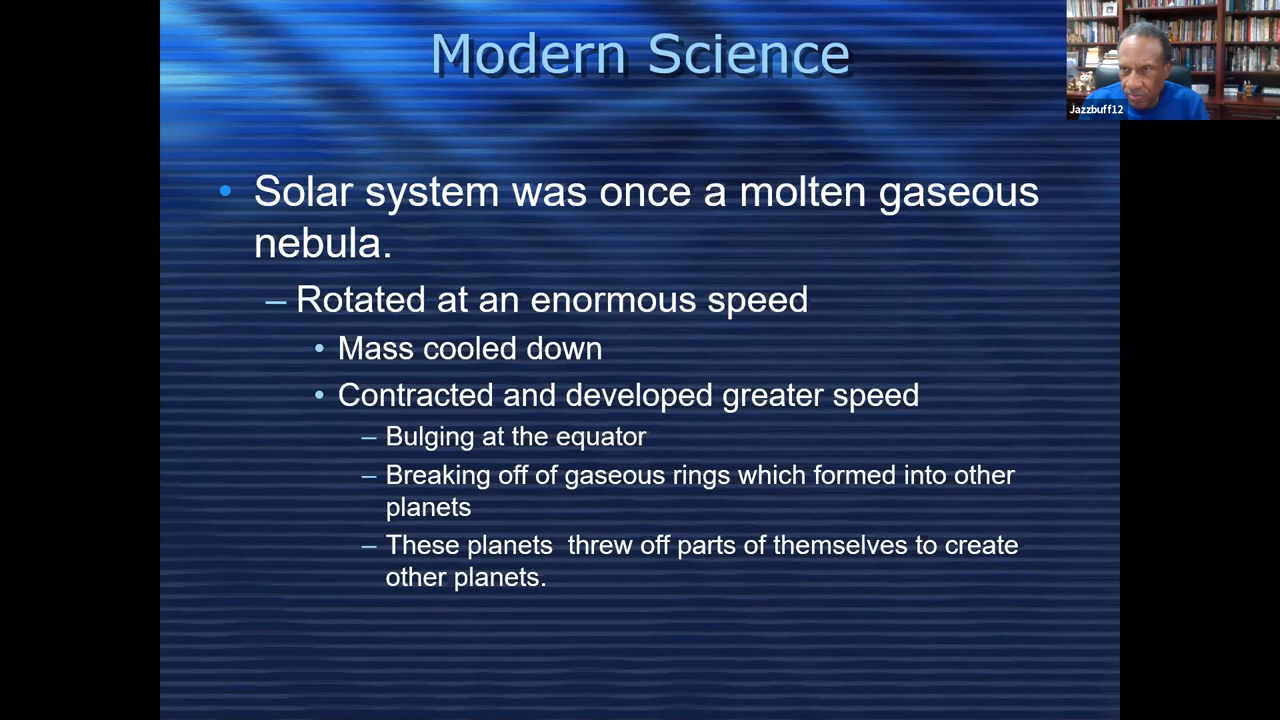 Modern Science
Jazzbuff12
• Solar system was once a molten gaseous
nebula.
– Rotated at an enormous speed
• Mass cooled down
• Contracted and developed greater speed
– Bulging at the equator
– Breaking off of gaseous rings which formed into other
planets
– These planets  threw off parts of themselves to create
other planets.